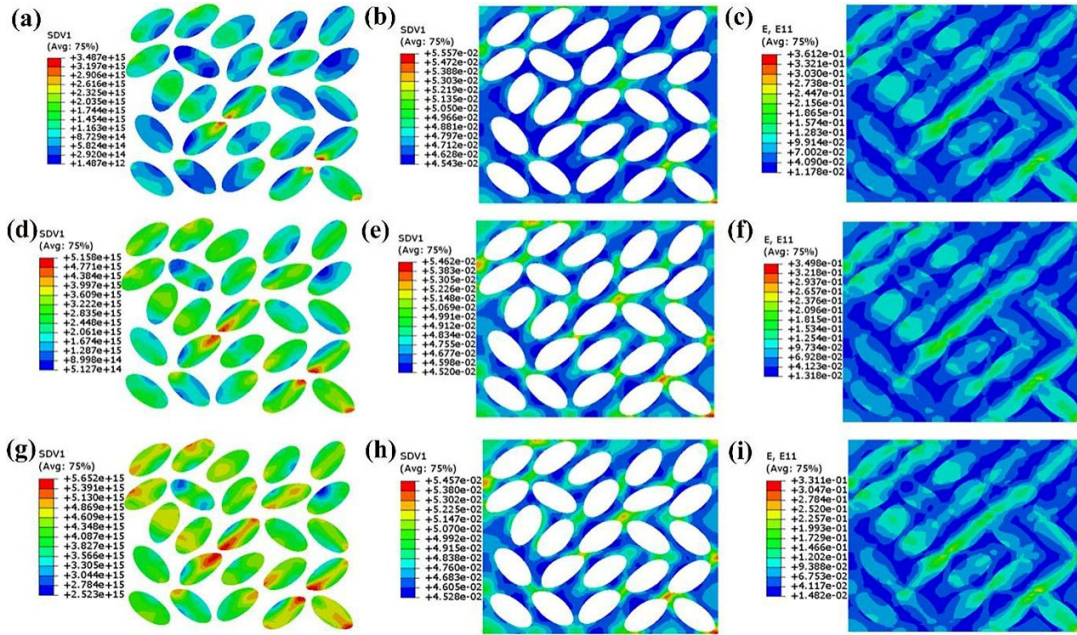 (a)
SDV1
(Avg: 75%)
+3.487e+15
+3.197e+15
+2.906e+15
+2.616e+15
+2.325e+15
+2.035e+15
+1.744e+15
+1.454e+15
+1.163e+15
+8.729e+14
+5.824e+14
+2.920e+14
+1.487e+12
(b)
SDV1
(Avg: 75%)
+5.557e-02
+5.472e-02
+5.388e-02
+5.303e-02
+5.219e-02
+5.135e-02
+5.050e-02
+4.966e-02
+4.881e-02
+4.797e-02
+4.712e-02
+4.628e-02
+4.543e-02
(c)
E, E11
(Avg: 75%)
+3.612e-01
+3.321e-01
+3.030e-01
+2.738e-01
+2.447e-01
+2.156e-01
+1.865e-01
+1.574e-01
+1.283e-01
+9.914e-02
+7.002e-02
+4.090e-02
+1.178e-02
(d)
SDV1
(Avg: 75%)
+5.158e+15
+4.771e+15
+4.384e+15
+3.997e+15
+3.609e+15
+3.222e+15
+2.835e+15
+2.448e+15
+2.061e+15
+1.674e+15
+1.287e+15
+8.998e+14
+5.127e+14
(e)
SDV1
(Avg: 75%)
+5.462e-02
+5.383e-02
+5.305e-02
+5.226e-02
+5.148e-02
+5.069e-02
+4.991e-02
+4.912e-02
+4.834e-02
+4.755e-02
+4.677e-02
+4.598e-02
+4.520e-02
(f)
E, E11
(Avg: 75%)
+3.498e-01
+3.218e-01
+2.937e-01
+2.657e-01
+2.376e-01
+2.096e-01
+1.815e-01
+1.534e-01
+1.254e-01
+9.734e-02
+6.928e-02
+4.123e-02
+1.318e-02
(g)
SDV1
(Avg: 75%)
+5.652e+15
+5.391e+15
+5.130e+15
+4.869e+15
+4.609e+15
+4.348e+15
+4.087e+15
+3.827e+15
+3.566e+15
+3.305e+15
+3.044e+15
+2.784e+15
+2.523e+15
(h)
SDV1
(Avg: 75%)
+5.457e-02
+5.380e-02
+5.302e-02
+5.225e-02
+5.147e-02
+5.070e-02
+4.992e-02
+4.915e-02
+4.838e-02
+4.760e-02
+4.683e-02
+4.605e-02
+4.528e-02
(i)
E, E11
(Avg: 75%)
+3.311e-01
+3.047e-01
+2.784e-01
+2.520e-01
+2.257e-01
+1.993e-01
+1.729e-01
+1.466e-01
+1.202e-01
+9.388e-02
+6.753e-02
+4.117e-02
+1.482e-02